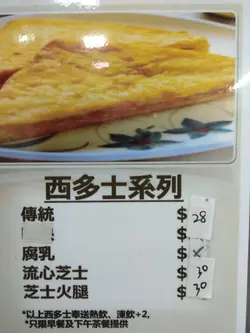 西多士系列
傳統 $ 28
$
腐乳 $ x
流心芝士 $ 30
芝士火腿 $ 30
*以上西多士奉送熱飲、凍飲+2,
*只限早餐及下午茶餐提供